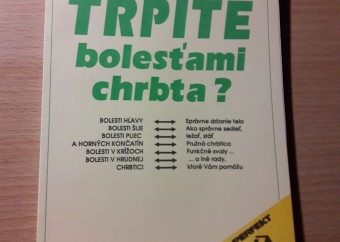 TRPÍTE
bolesťami
chrbta?
BOLESTI HLAVY ↔ Správne držanie tela
BOLESTI ŠIJE ↔ Ako správne sedieť,
BOLESTI PLIEC ↔ ležať, stáť
A HORNÝCH KONČATÍN ↔ Pružná chrbtica
BOLESTI V KRÍŽOCH ↔ Funkčné svaly ...
BOLESTI V HRUDNEJ ↔ ... a iné rady,
CHRBTICI ↔ ktoré Vám pomôžu
PERFEKT